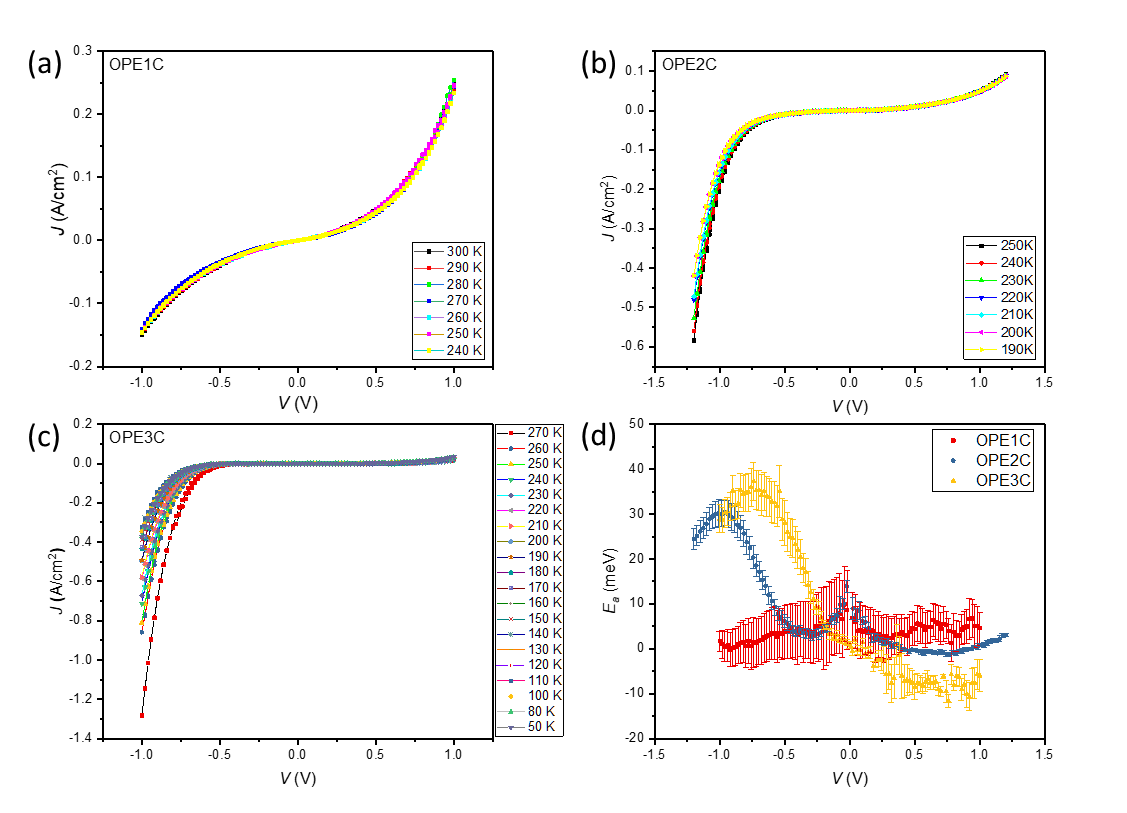 (a)
OPE1C
0.3
0.2
0.1
0.0
-0.1
-0.2
J (A/cm2)
-1.0 -0.5 0.0 0.5 1.0
V (V)
300 K
290 K
280 K
270 K
260 K
250 K
240 K
(b)
OPE2C
0.1
0.0
-0.1
-0.2
-0.3
-0.4
-0.5
-0.6
J (A/cm2)
-1.5 -1.0 -0.5 0.0 0.5 1.0 1.5
V (V)
250K
240K
230K
220K
210K
200K
190K
(c)
OPE3C
0.2
0.0
-0.2
-0.4
-0.6
-0.8
-1.0
-1.2
-1.4
J (A/cm2)
-1.0 -0.5 0.0 0.5 1.0
V (V)
270 K
260 K
250 K
240 K
230 K
220 K
210 K
200 K
190 K
180 K
170 K
160 K
150 K
140 K
130 K
120 K
110 K
100 K
80 K
50 K
(d)
50
40
30
20
10
0
-10
-20
Ea (meV)
-1.5 -1.0 -0.5 0.0 0.5 1.0 1.5
V (V)
OPE1C
OPE2C
OPE3C